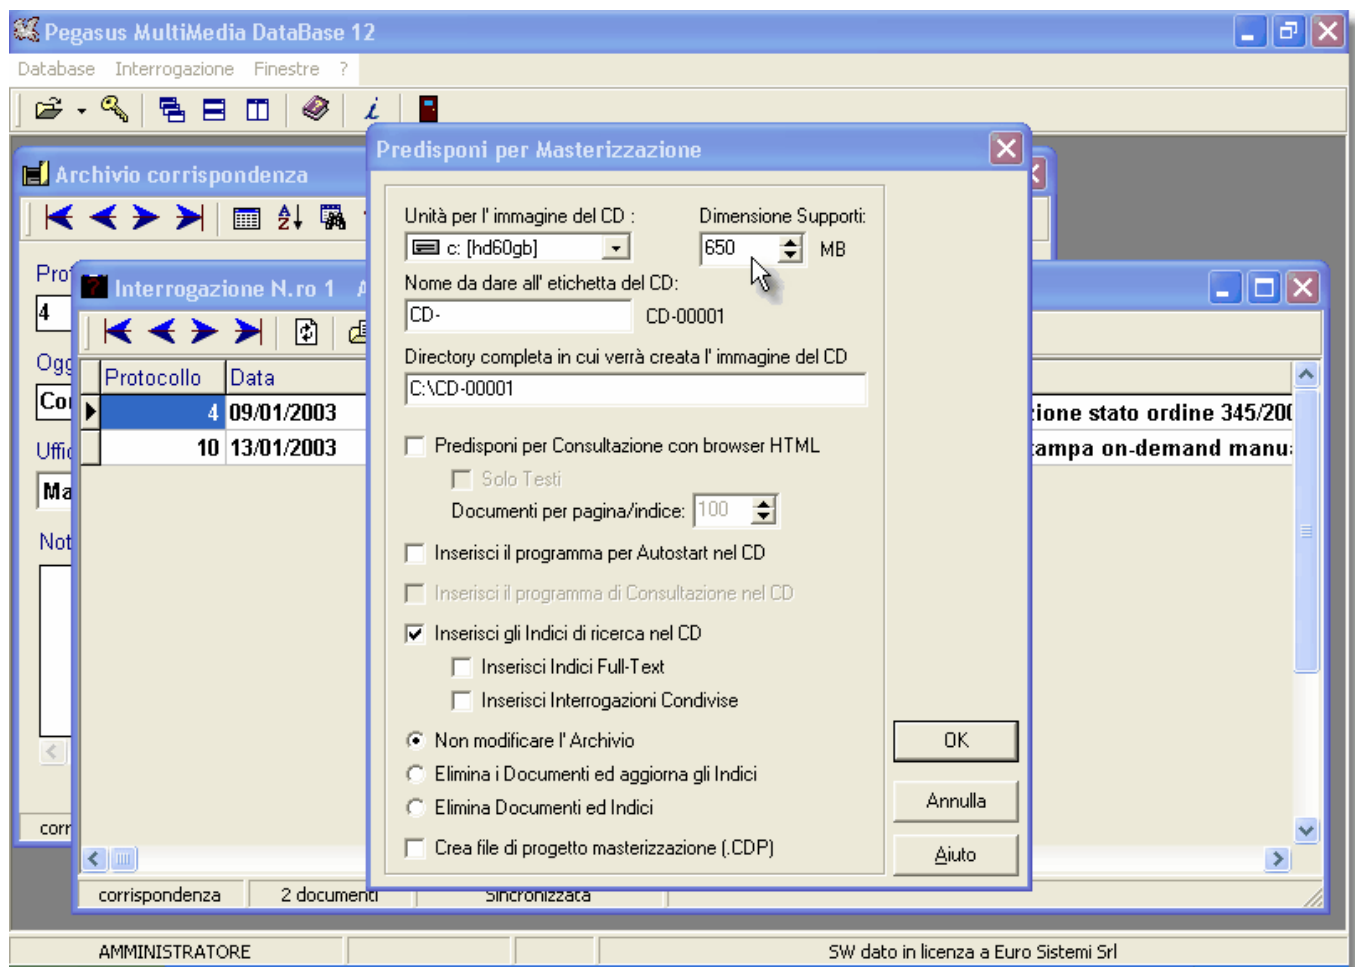 Pegasus MultiMedia DataBase 12
Database Interrogazione Finestre ?
Archivio corrispondenza
Predisponi per Masterizzazione
Unità per l' immagine del CD :
Dimensione Supporti:
c: [hd60gb]
650
MB
Nome da dare all' etichetta del CD:
CD-
CD-00001
Directory completa in cui verrà creata l' immagine del CD
C:\CD-00001
Predisponi per Consultazione con browser HTML
Solo Testi
Documenti per pagina/indice: 100
Inserisci il programma per Autostart nel CD
Inserisci il programma di Consultazione nel CD
Inserisci gli Indici di ricerca nel CD
Inserisci Indici Full-Text
Inserisci Interrogazioni Condivise
Non modificare l' Archivio
Elimina i Documenti ed aggiorna gli Indici
Elimina Documenti ed Indici
Crea file di progetto masterizzazione (.CDP)
OK
Annulla
Aiuto
Interrogazione N.ro 1
Protocollo Data
4 09/01/2003
ione stato ordine 345/200
10 13/01/2003
ampa on-demand manu
4
corrispondenza
2 documenti
Sincronizzata
AMMINISTRATORE
SW dato in licenza a Euro Sistemi Srl